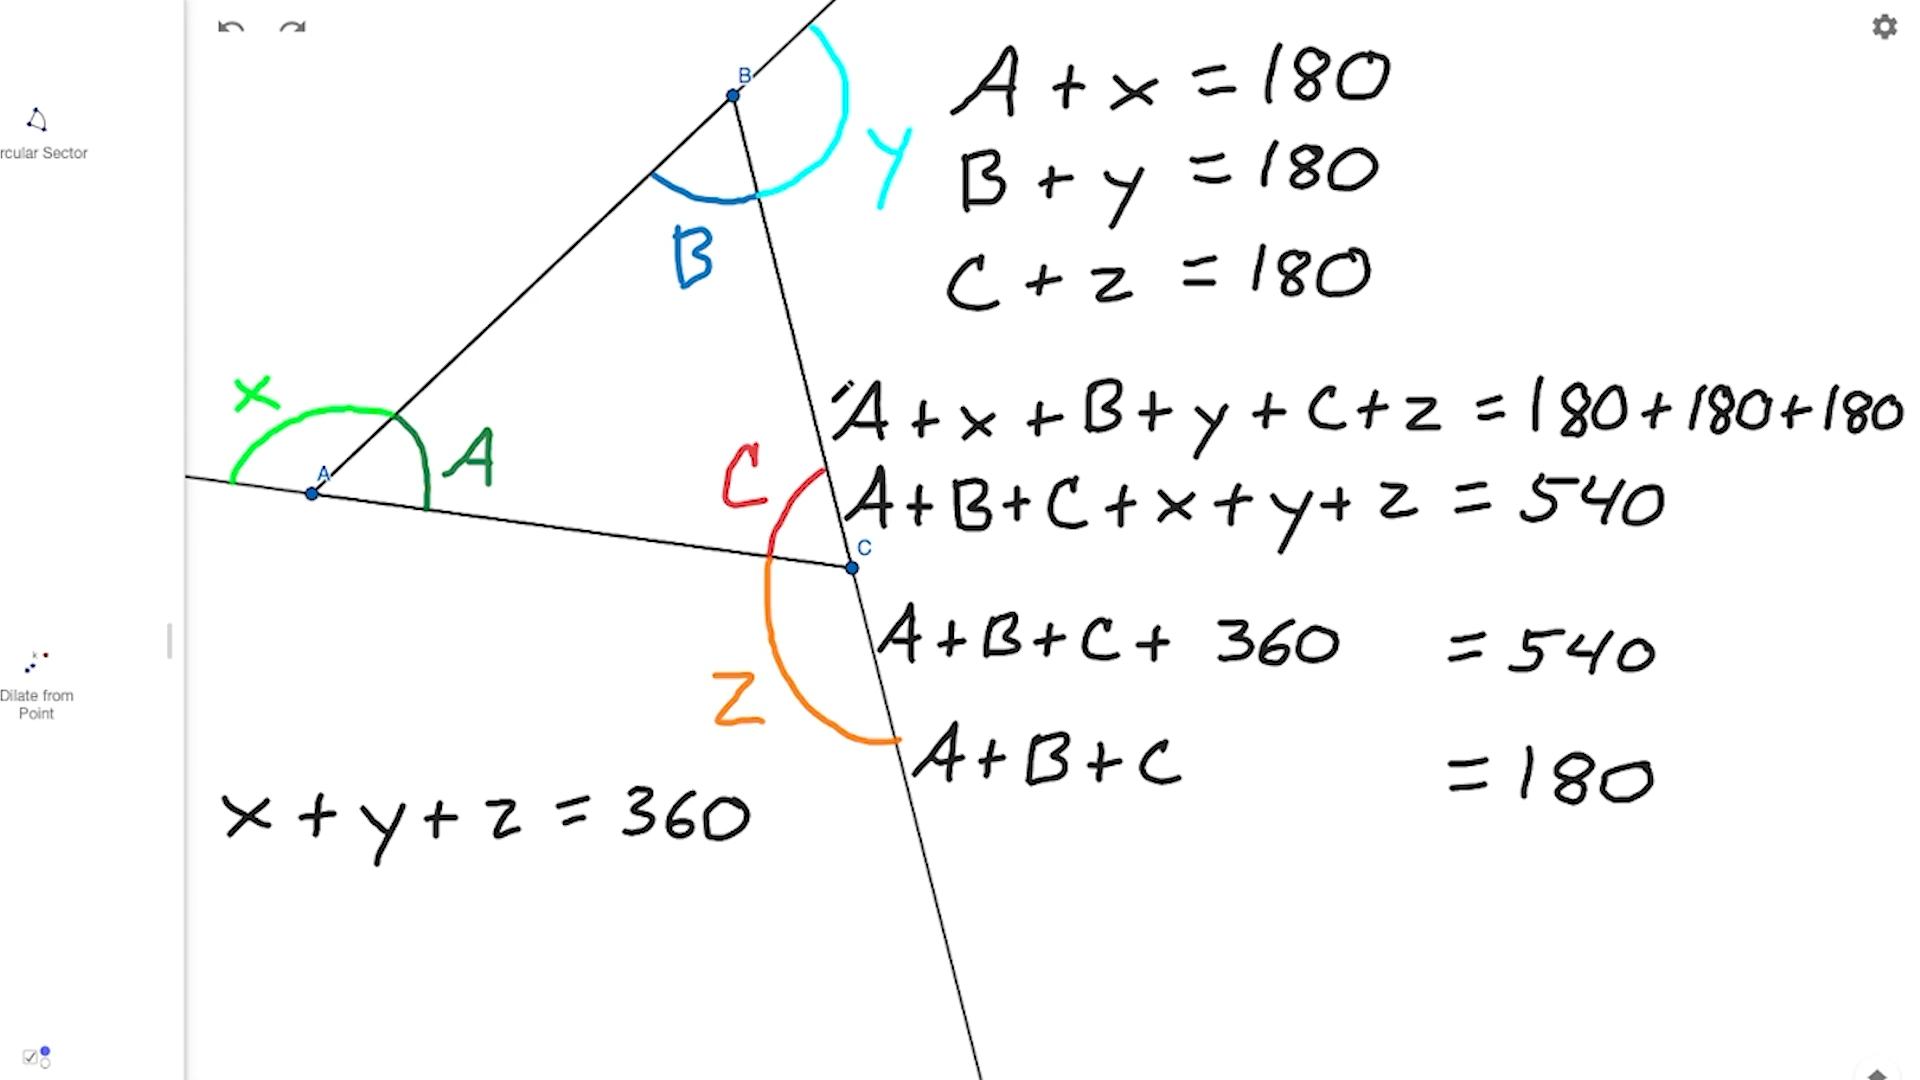 rcular Sector
Dilate from
Point
B
y
B
x
A
A
C
C
z
x + y + z = 360
A + x = 180
B + y = 180
C + z = 180
A + x + B + y + C + z = 180 + 180 + 180
A + B + C + x + y + z = 540
A + B + C + 360 = 540
A + B + C = 180